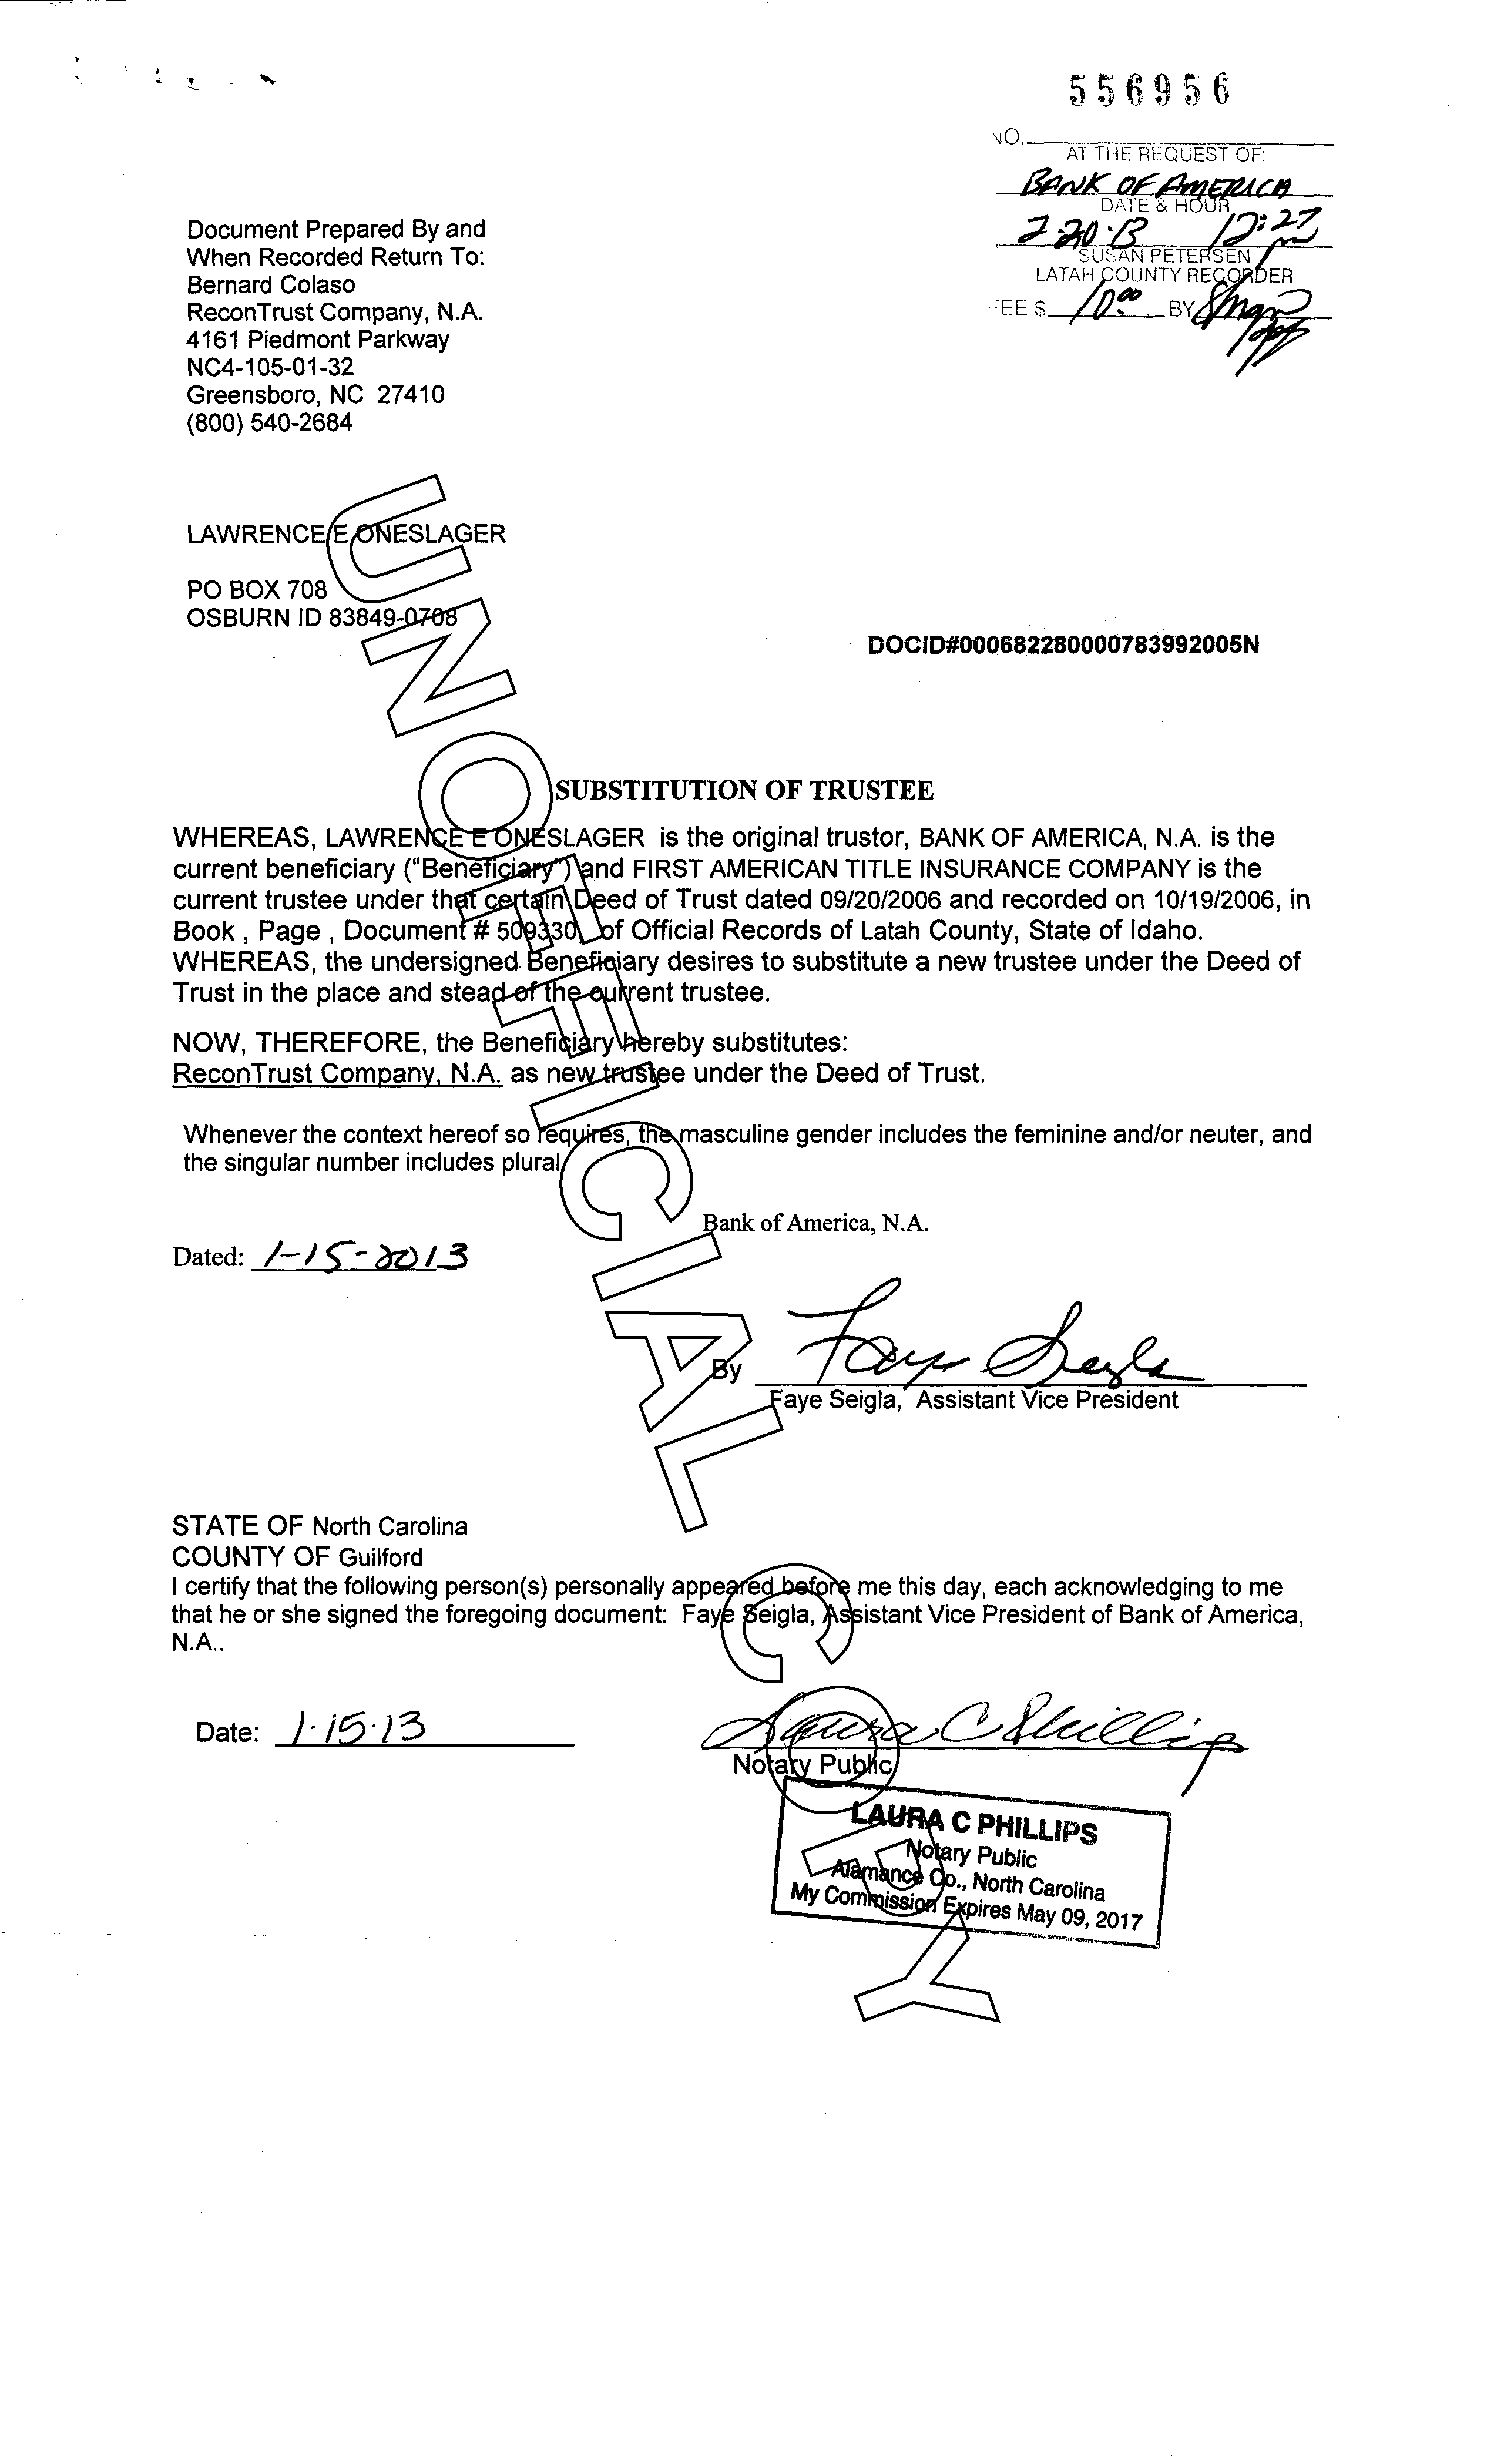 556956
NO.
AT THE REQUEST OF:
BANK OF AMERICA
DATE & HOUR
2-20-13 12:27 pm
SUSAN PETERSEN
LATAH COUNTY RECORDER
FEE $ 10.00 BY
Document Prepared By and
When Recorded Return To:
Bernard Colaso
ReconTrust Company, N.A.
4161 Piedmont Parkway
NC4-105-01-32
Greensboro, NC 27410
(800) 540-2684
LAWRENCE E ONESLAGER
PO BOX 708
OSBURN ID 83849-0708
DOCID#000682280000783992005N
SUBSTITUTION OF TRUSTEE
WHEREAS, LAWRENCE E ONESLAGER is the original trustor, BANK OF AMERICA, N.A. is the
current beneficiary ("Beneficiary") and FIRST AMERICAN TITLE INSURANCE COMPANY is the
current trustee under that certain Deed of Trust dated 09/20/2006 and recorded on 10/19/2006, in
Book , Page , Document # 509330, of Official Records of Latah County, State of Idaho.
WHEREAS, the undersigned Beneficiary desires to substitute a new trustee under the Deed of
Trust in the place and stead of the current trustee.
NOW, THEREFORE, the Beneficiary hereby substitutes:
ReconTrust Company, N.A. as new trustee under the Deed of Trust.
Whenever the context hereof so requires, the masculine gender includes the feminine and/or neuter, and
the singular number includes plural
Bank of America, N.A.
Dated: 1-15-2013
By Faye Seigla
Faye Seigla, Assistant Vice President
STATE OF North Carolina
COUNTY OF Guilford
I certify that the following person(s) personally appeared before me this day, each acknowledging to me
that he or she signed the foregoing document: Faye Seigla, Assistant Vice President of Bank of America,
N.A..
Date: 1-15-13
Laura C Phillips
Notary Public
LAURA C PHILLIPS
Notary Public
Alamance Co., North Carolina
My Commission Expires May 09, 2017
UNOFFICIAL COPY